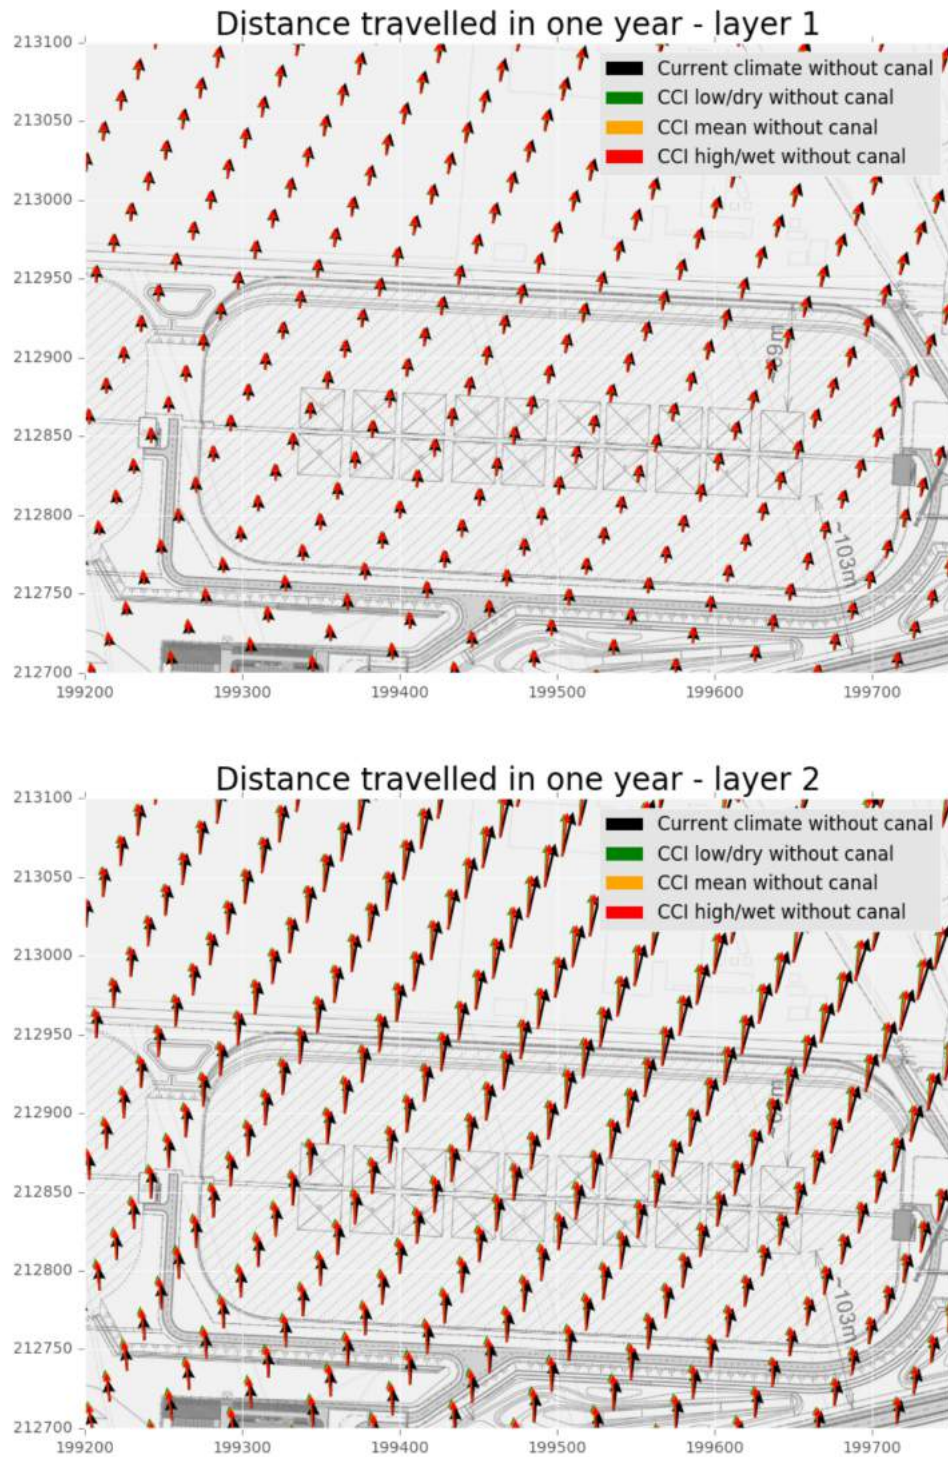 Distance travelled in one year - layer 1
213100
Current climate without canal
CCI low/dry without canal
213050
CCI mean without canal
CCI high/wet without canal
213000
212950
212900
212850
212800
~103m
212750
212700
199200 199300 199400 199500 199600 199700
Distance travelled in one year - layer 2
213100
Current climate without canal
CCI low/dry without canal
213050
CCI mean without canal
CCI high/wet without canal
213000
212950
212900
212850
212800
~103m
212750
212700
199200 199300 199400 199500 199600 199700